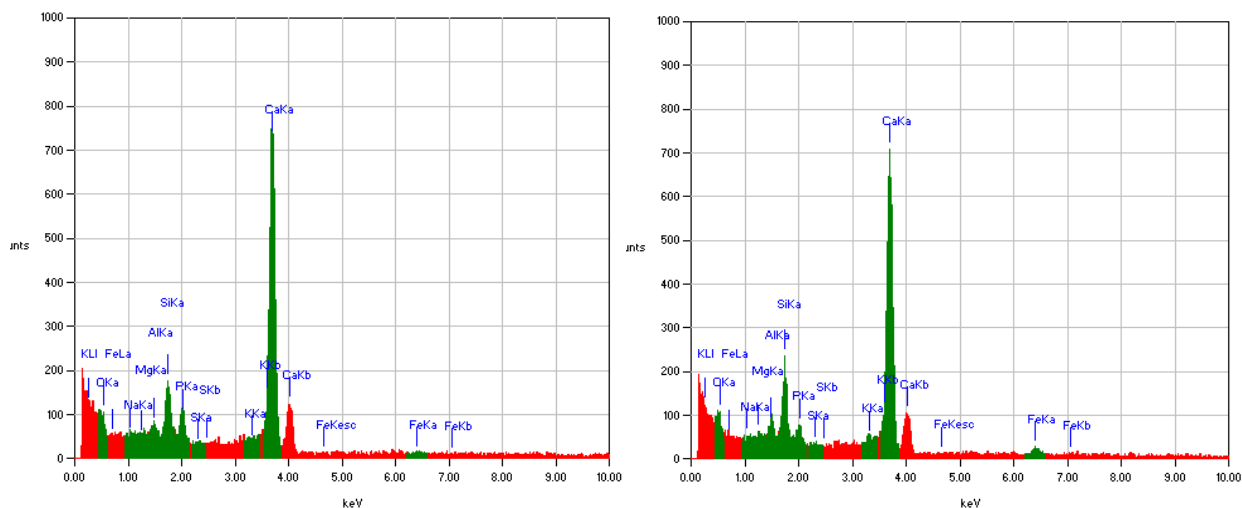 1000
900
800
700
600
500
400
300
200
100
0
unts
CaKa
SiKa
AlKa
KLl FeLa
MgKa
KKb
OKa
PKa SKb
CaKb
NaKa
SKa
KKa
FeKesc
FeKa
FeKb
0.00 1.00 2.00 3.00 4.00 5.00 6.00 7.00 8.00 9.00 10.00
keV
1000
900
800
700
600
500
400
300
200
100
0
unts
CaKa
SiKa
AlKa
KLl FeLa
MgKa
OKa
KKb
CaKb
SKb
PKa
NaKa
KKa
SKa
FeKesc
FeKa
FeKb
0.00 1.00 2.00 3.00 4.00 5.00 6.00 7.00 8.00 9.00 10.00
keV